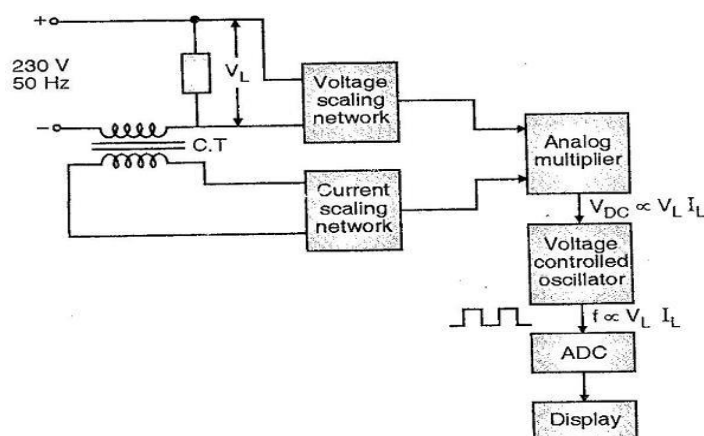 +
230 V
50 Hz
V_L
−
C.T
Voltage
scaling
network
Current
scaling
network
Analog
multiplier
V_DC ∝ V_L I_L
Voltage
controlled
oscillator
f ∝ V_L I_L
ADC
Display